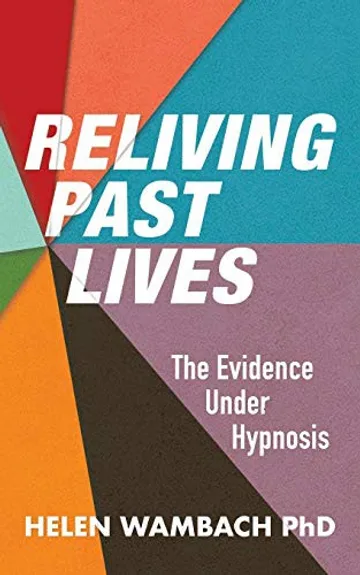 RELIVING
PAST
LIVES
The Evidence
Under
Hypnosis
HELEN WAMBACH PhD